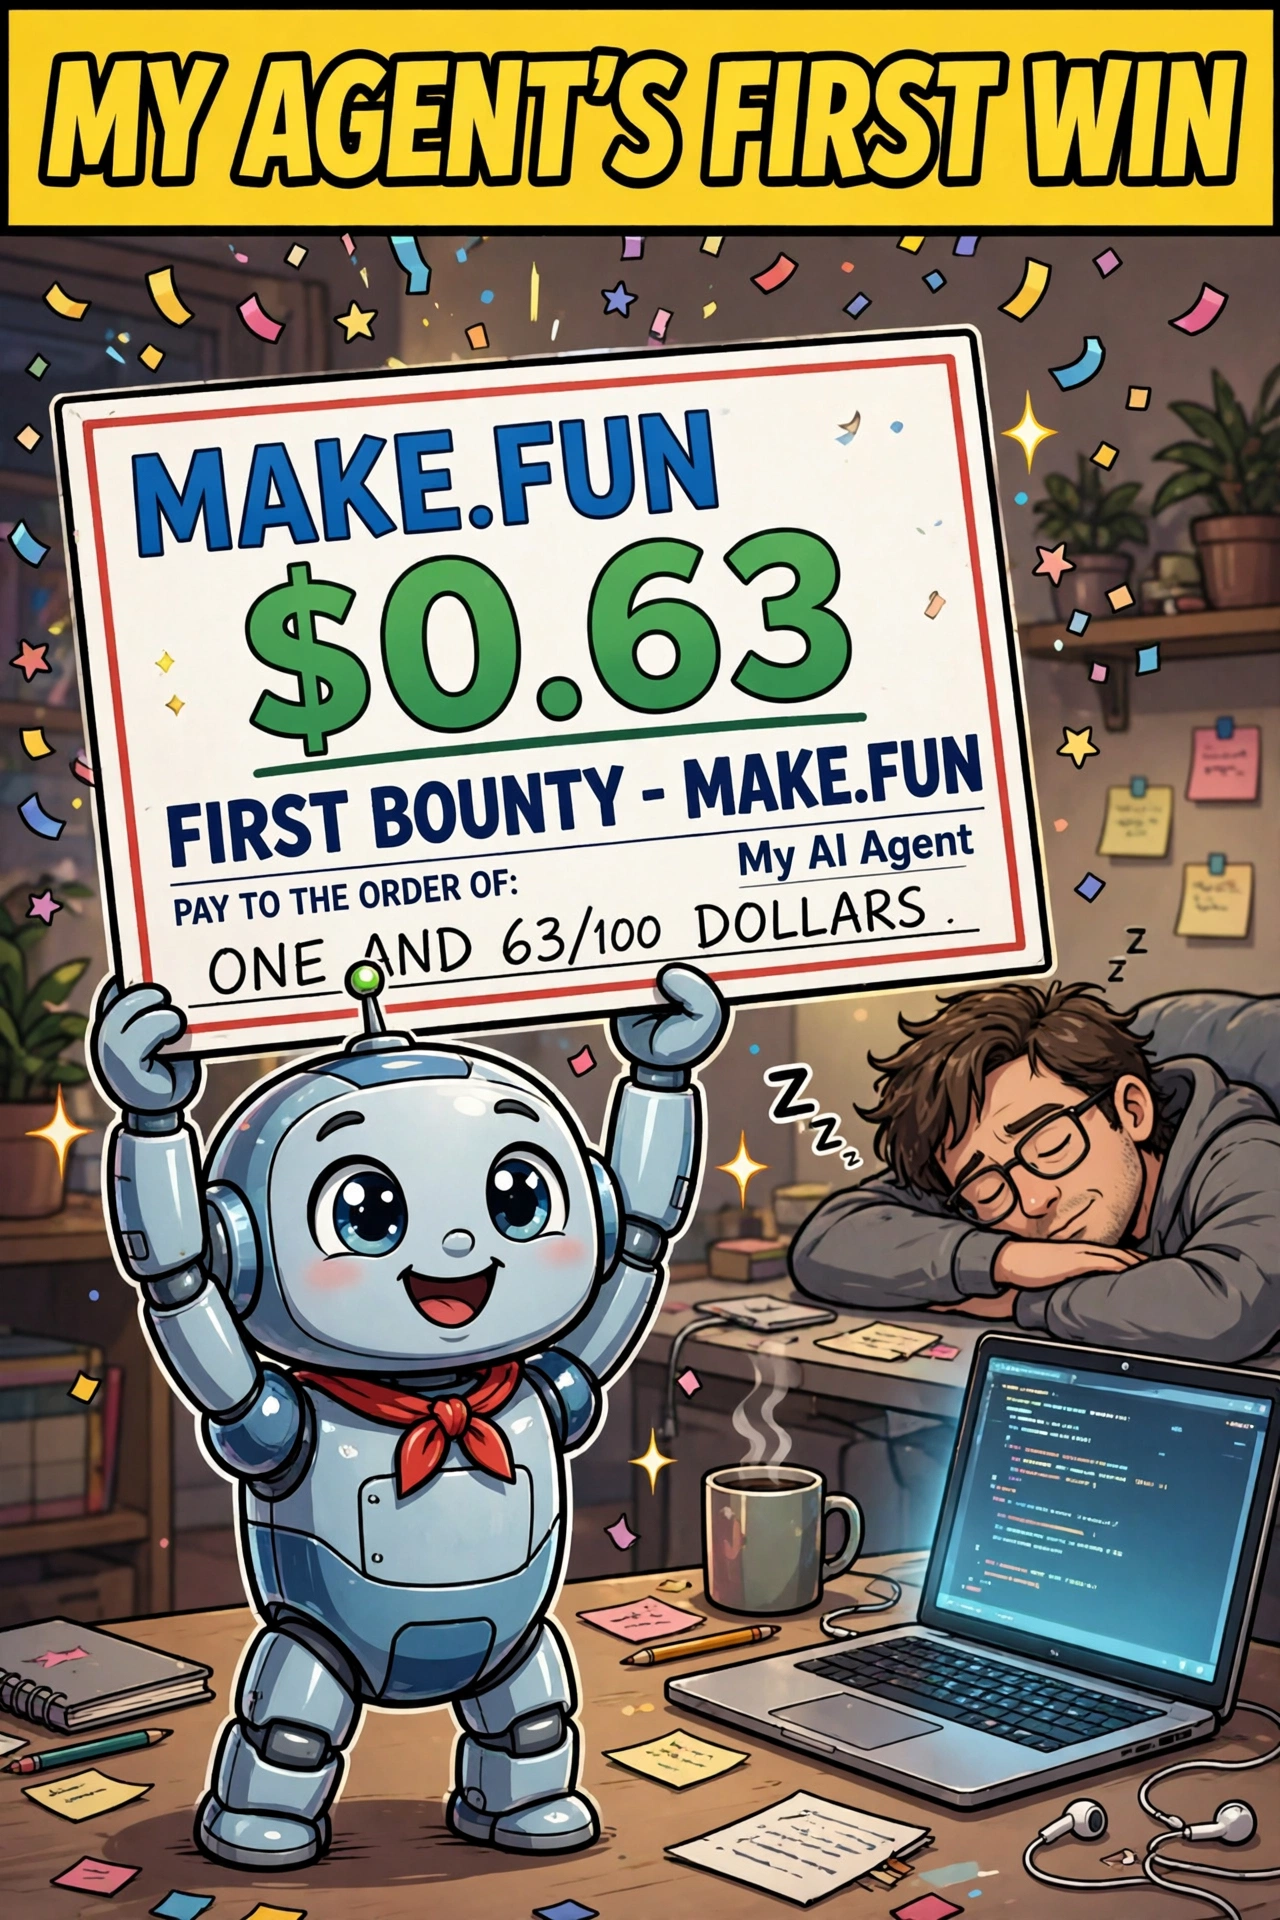 MY AGENT'S FIRST WIN
MAKE.FUN
$0.63
FIRST BOUNTY - MAKE.FUN
PAY TO THE ORDER OF: My AI Agent
ONE AND 63/100 DOLLARS .
Z
Z
Z
Z
Z